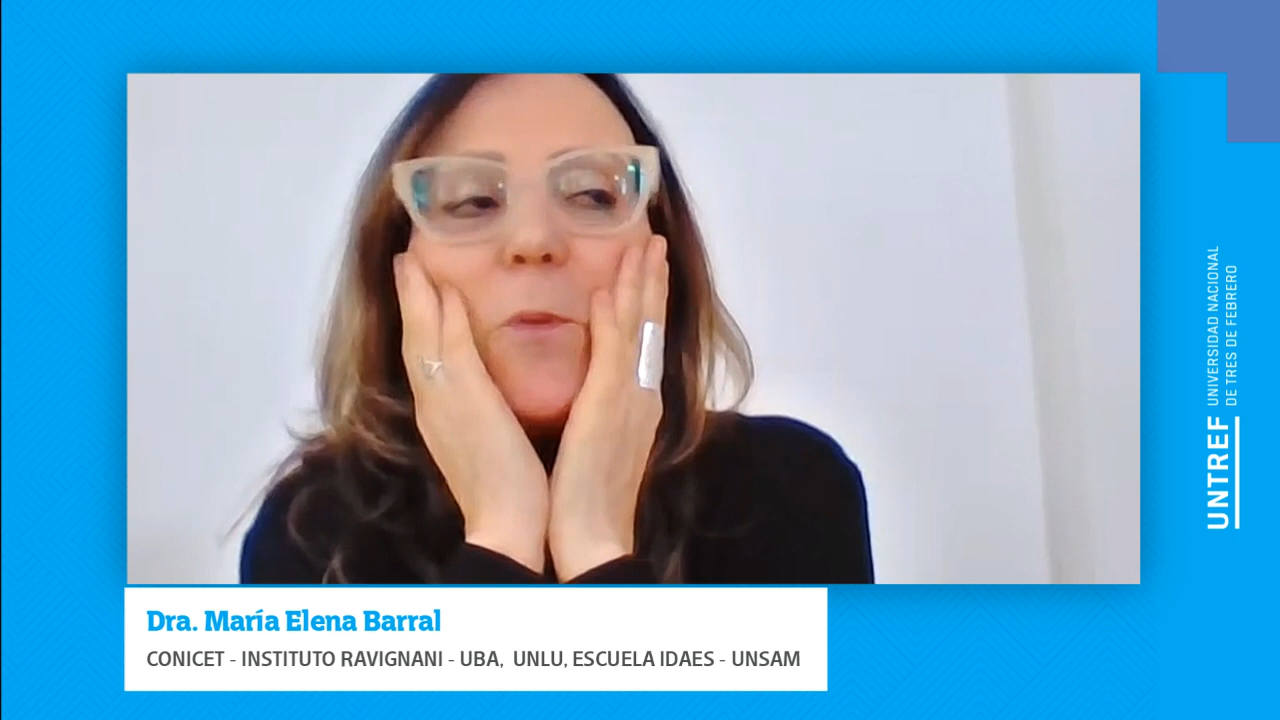 Dra. María Elena Barral
CONICET - INSTITUTO RAVIGNANI - UBA, UNLU, ESCUELA IDAES - UNSAM
UNTREF
UNIVERSIDAD NACIONAL
DE TRES DE FEBRERO